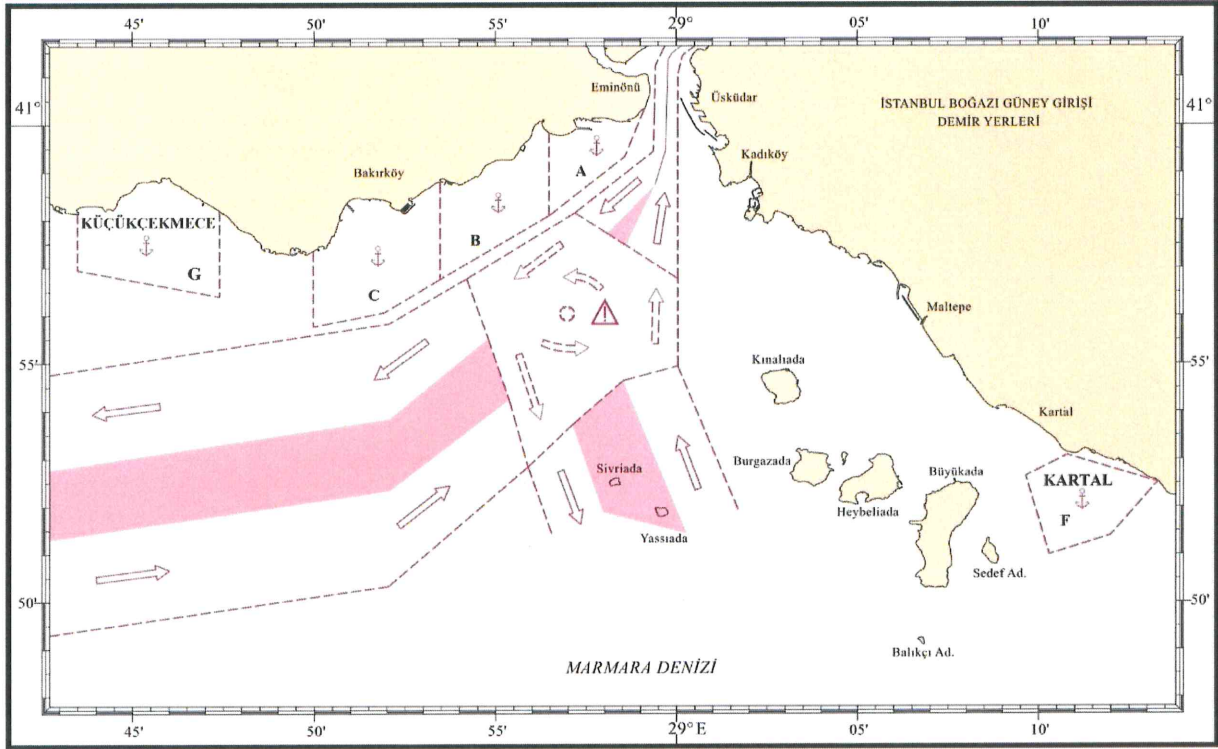 45'
50'
55'
29°
05'
10'
41°
41°
Eminönü
Üsküdar
İSTANBUL BOĞAZI GÜNEY GİRİŞİ
DEMİR YERLERİ
Kadıköy
Bakırköy
A
KÜÇÜKÇEKMECE
B
G
C
Maltepe
55'
55'
Kınalıada
Kartal
Burgazada
Sivriada
Büyükada
KARTAL
Heybeliada
F
Yassıada
Sedef Ad.
50'
50'
Balıkçı Ad.
MARMARA DENİZİ
45'
50'
55'
29° E
05'
10'